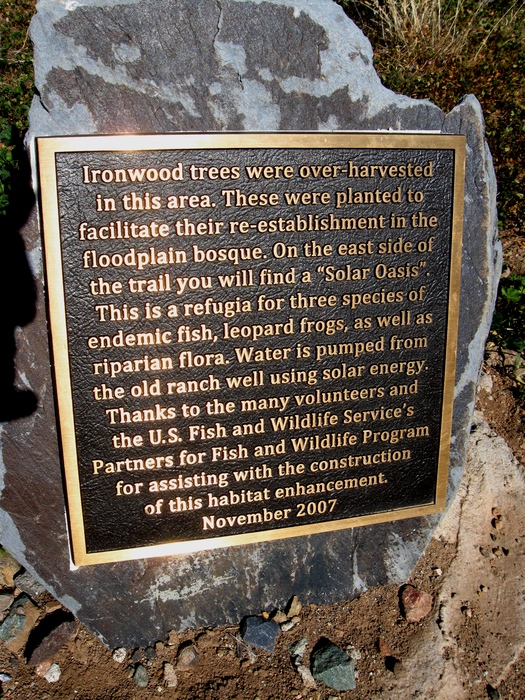 Ironwood trees were over-harvested
in this area. These were planted to
facilitate their re-establishment in the
floodplain bosque. On the east side of
the trail you will find a "Solar Oasis".
This is a refugia for three species of
endemic fish, leopard frogs, as well as
riparian flora. Water is pumped from
the old ranch well using solar energy.
Thanks to the many volunteers and
the U.S. Fish and Wildlife Service's
Partners for Fish and Wildlife Program
for assisting with the construction
of this habitat enhancement.
November 2007